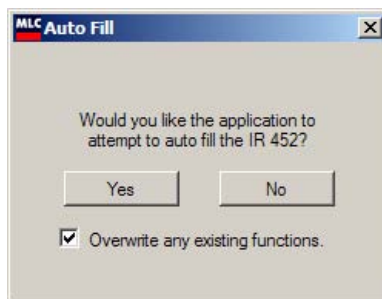 MLC Auto Fill
Would you like the application to
attempt to auto fill the IR 452?
Yes No
Overwrite any existing functions.